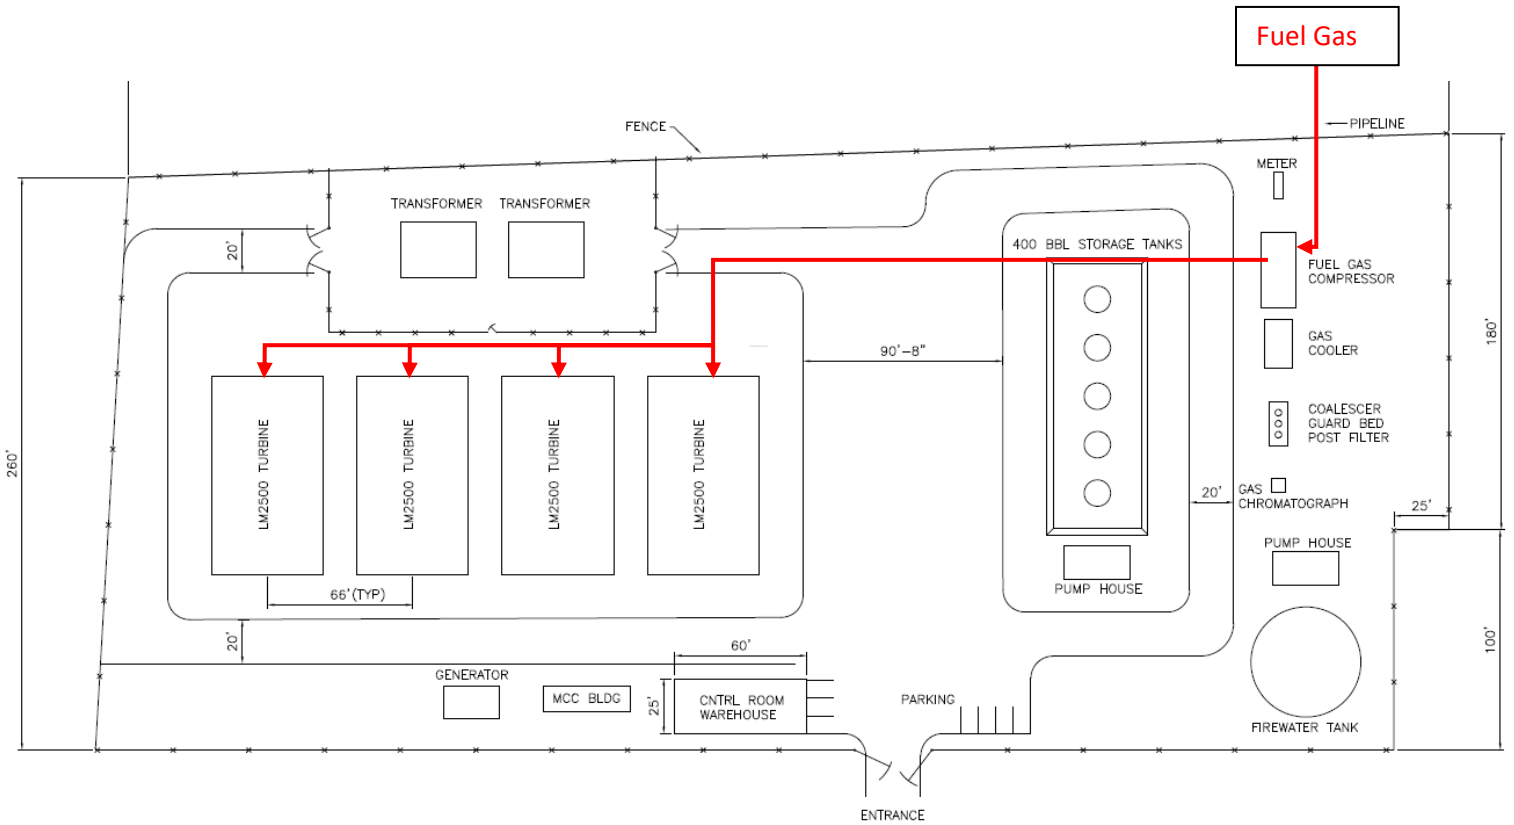 Fuel Gas
FENCE
PIPELINE
METER
TRANSFORMER
TRANSFORMER
400 BBL STORAGE TANKS
20'
FUEL GAS
COMPRESSOR
GAS
COOLER
180'
90'-8"
COALESCER
GUARD BED
POST FILTER
LM2500 TURBINE
LM2500 TURBINE
LM2500 TURBINE
LM2500 TURBINE
260'
20'
GAS
CHROMATOGRAPH
25'
PUMP HOUSE
PUMP HOUSE
66'(TYP)
20'
60'
100'
GENERATOR
MCC BLDG
25'
CNTRL ROOM
WAREHOUSE
PARKING
FIREWATER TANK
ENTRANCE